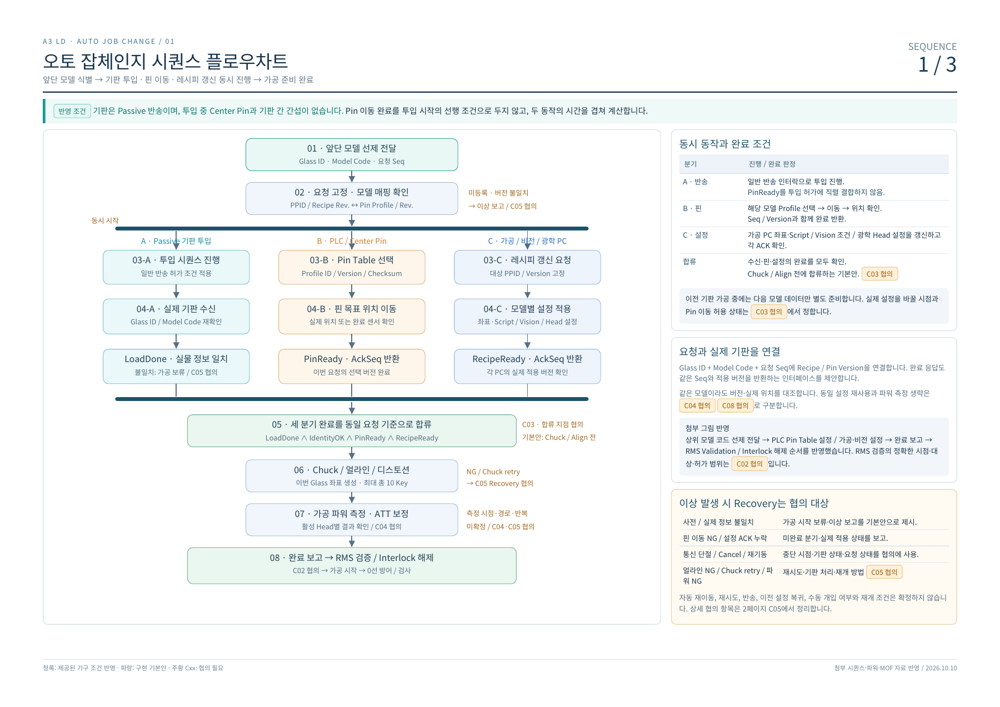 A3 LD · AUTO JOB CHANGE / 01
오토 잡체인지 시퀀스 플로우차트
앞단 모델 식별 → 기판 투입 · 핀 이동 · 레시피 갱신 동시 진행 → 가공 준비 완료
SEQUENCE
1 / 3
반영 조건 기판은 Passive 반송이며, 투입 중 Center Pin과 기판 간 간섭이 없습니다. Pin 이동 완료를 투입 시작의 선행 조건으로 두지 않고, 두 동작의 시간을 겹쳐 계산합니다.
01 · 앞단 모델 선제 전달
Glass ID · Model Code · 요청 Seq
02 · 요청 고정 · 모델 매핑 확인
PPID / Recipe Rev. ↔ Pin Profile / Rev.
미등록 · 버전 불일치
→ 이상 보고 / C05 협의
동시 시작
A · Passive 기판 투입
B · PLC / Center Pin
C · 가공 / 비전 / 광학 PC
03-A · 투입 시퀀스 진행
일반 반송 허가 조건 적용
03-B · Pin Table 선택
Profile ID / Version / Checksum
03-C · 레시피 갱신 요청
대상 PPID / Version 고정
04-A · 실제 기판 수신
Glass ID / Model Code 재확인
04-B · 핀 목표 위치 이동
실제 위치 또는 완료 센서 확인
04-C · 모델별 설정 적용
좌표·Script / Vision / Head 설정
LoadDone · 실물 정보 일치
불일치: 가공 보류 / C05 협의
PinReady · AckSeq 반환
이번 요청의 선택 버전 완료
RecipeReady · AckSeq 반환
각 PC의 실제 적용 버전 확인
05 · 세 분기 완료를 동일 요청 기준으로 합류
LoadDone ∧ IdentityOK ∧ PinReady ∧ RecipeReady
C03 · 합류 지점 협의
기본안: Chuck / Align 전
06 · Chuck / 얼라인 / 디스토션
이번 Glass 좌표 생성 · 최대 총 10 Key
NG / Chuck retry
→ C05 Recovery 협의
07 · 가공 파워 측정 · ATT 보정
활성 Head별 결과 확인 / C04 협의
측정 시점·경로·반복
미확정 / C04·C05 협의
08 · 완료 보고 → RMS 검증 / Interlock 해제
C02 협의 → 가공 시작 → 0선 방어 / 검사
동시 동작과 완료 조건
분기 진행 / 완료 판정
A · 반송 일반 반송 인터락으로 투입 진행.
PinReady를 투입 허가에 직렬 결합하지 않음.
B · 핀 해당 모델 Profile 선택 → 이동 → 위치 확인.
Seq / Version과 함께 완료 반환.
C · 설정 가공 PC 좌표·Script / Vision 조건 / 광학 Head 설정을 갱신하고
각 ACK 확인.
합류 수신·핀·설정의 완료를 모두 확인.
Chuck / Align 전에 합류하는 기본안. C03 협의
이전 기판 가공 중에는 다음 모델 데이터만 별도 준비합니다. 실제 설정을 바꿀 시점과
Pin 이동 허용 상태는 C03 협의에서 정합니다.
요청과 실제 기판을 연결
Glass ID + Model Code + 요청 Seq에 Recipe / Pin Version을 연결합니다. 완료 응답도
같은 Seq와 적용 버전을 반환하는 인터페이스를 제안합니다.
같은 모델이라도 버전·실제 위치를 대조합니다. 동일 설정 재사용과 파워 측정 생략은
C04 협의 C08 협의로 구분합니다.
첨부 그림 반영
상위 모델 코드 선제 전달 → PLC Pin Table 설정 / 가공·비전 설정 → 완료 보고 →
RMS Validation / Interlock 해제 순서를 반영했습니다. RMS 검증의 정확한 시점·대
상·허가 범위는 C02 협의입니다.
이상 발생 시 Recovery는 협의 대상
사전 / 실제 정보 불일치 가공 시작 보류·이상 보고를 기본안으로 제시.
핀 이동 NG / 설정 ACK 누락 미완료 분기·실제 적용 상태를 보고.
통신 단절 / Cancel / 재기동 중단 시점·기판 상태·요청 상태를 협의에 사용.
얼라인 NG / Chuck retry / 파 재시도·기판 처리·재개 방법 C05 협의
워 NG
자동 재이동, 재시도, 반송, 이전 설정 복귀, 수동 개입 여부와 재개 조건은 확정하지 않습니
다. 상세 협의 항목은 2페이지 C05에서 정리합니다.
청록: 제공된 기구 조건 반영 · 파랑: 구현 기본안 · 주황 Cxx: 협의 필요
첨부 시퀀스·파워·MOF 자료 반영 / 2026.10.10